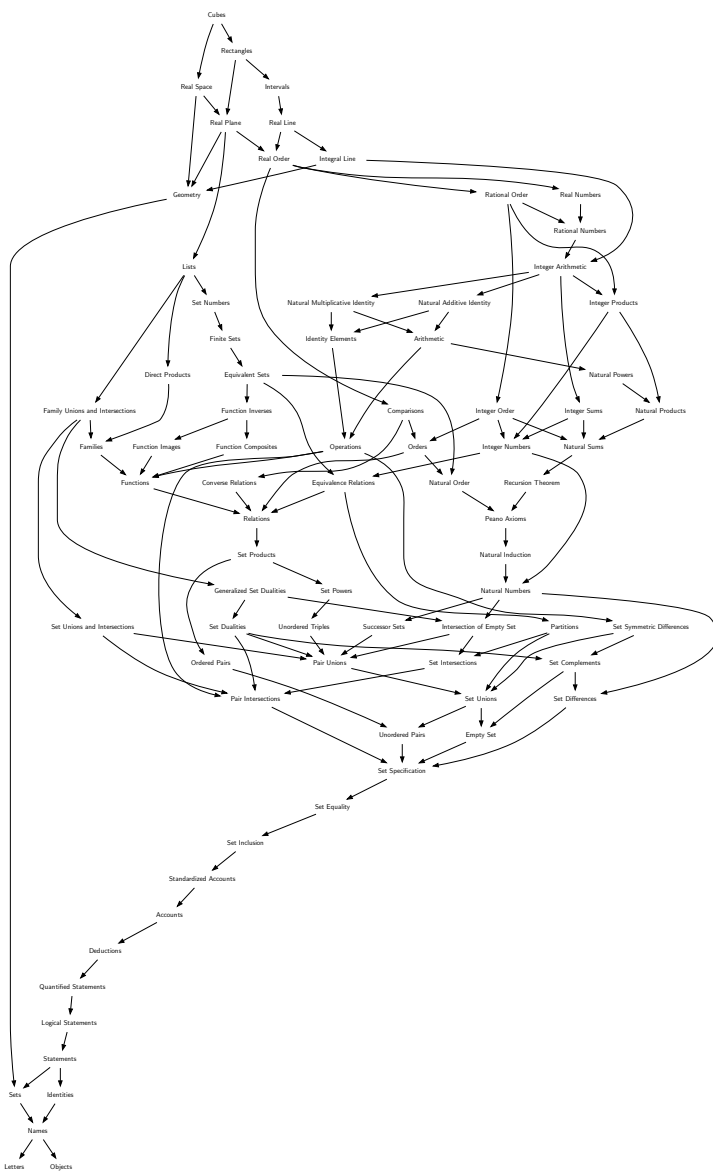 Cubes
Rectangles
Real Space
Intervals
Real Plane
Real Line
Real Order
Integral Line
Geometry
Rational Order
Real Numbers
Rational Numbers
Lists
Integer Arithmetic
Set Numbers
Natural Multiplicative Identity
Natural Additive Identity
Integer Products
Finite Sets
Identity Elements
Arithmetic
Direct Products
Equivalent Sets
Natural Powers
Family Unions and Intersections
Function Inverses
Comparisons
Integer Order
Integer Sums
Natural Products
Families
Function Images
Function Composites
Operations
Orders
Integer Numbers
Natural Sums
Functions
Converse Relations
Equivalence Relations
Natural Order
Recursion Theorem
Relations
Peano Axioms
Set Products
Natural Induction
Generalized Set Dualities
Set Powers
Natural Numbers
Set Unions and Intersections
Set Dualities
Unordered Triples
Successor Sets
Intersection of Empty Set
Partitions
Set Symmetric Differences
Ordered Pairs
Pair Unions
Set Intersections
Set Complements
Pair Intersections
Set Unions
Set Differences
Unordered Pairs
Empty Set
Set Specification
Set Equality
Set Inclusion
Standardized Accounts
Accounts
Deductions
Quantified Statements
Logical Statements
Statements
Sets
Identities
Names
Letters
Objects